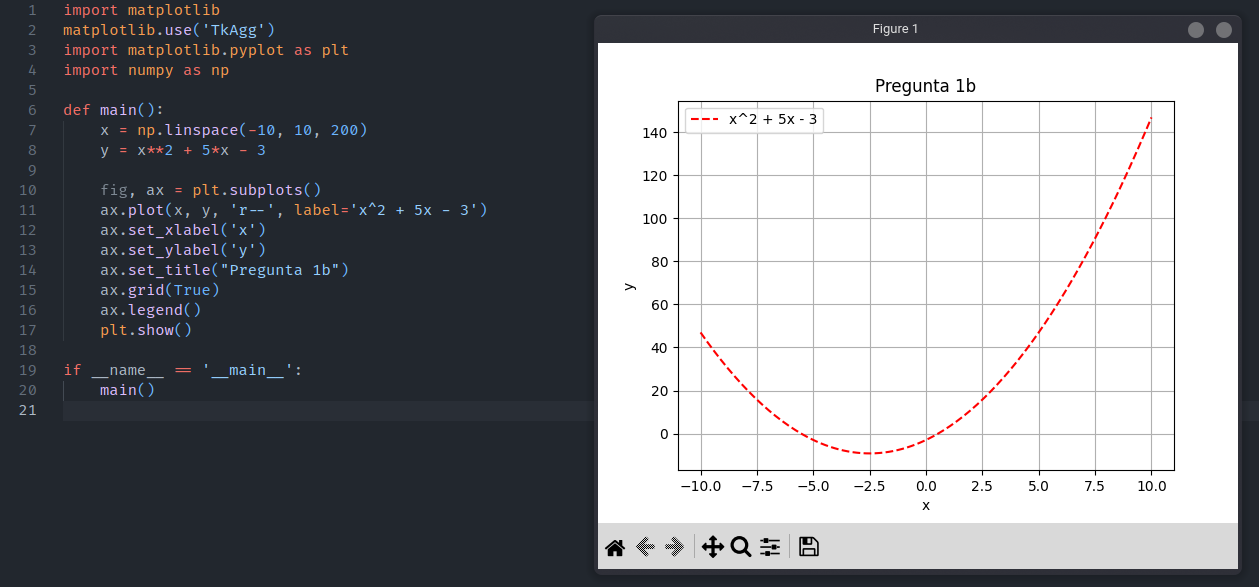 1 import matplotlib
2 matplotlib.use('TkAgg')
3 import matplotlib.pyplot as plt
4 import numpy as np
5
6 def main():
7     x = np.linspace(-10, 10, 200)
8     y = x**2 + 5*x - 3
9
10     fig, ax = plt.subplots()
11     ax.plot(x, y, 'r--', label='x^2 + 5x - 3')
12     ax.set_xlabel('x')
13     ax.set_ylabel('y')
14     ax.set_title("Pregunta 1b")
15     ax.grid(True)
16     ax.legend()
17     plt.show()
18
19 if __name__ == '__main__':
20     main()
21
Figure 1
Pregunta 1b
x^2 + 5x - 3
140
120
100
80
60
40
20
0
y
−10.0 −7.5 −5.0 −2.5 0.0 2.5 5.0 7.5 10.0
x